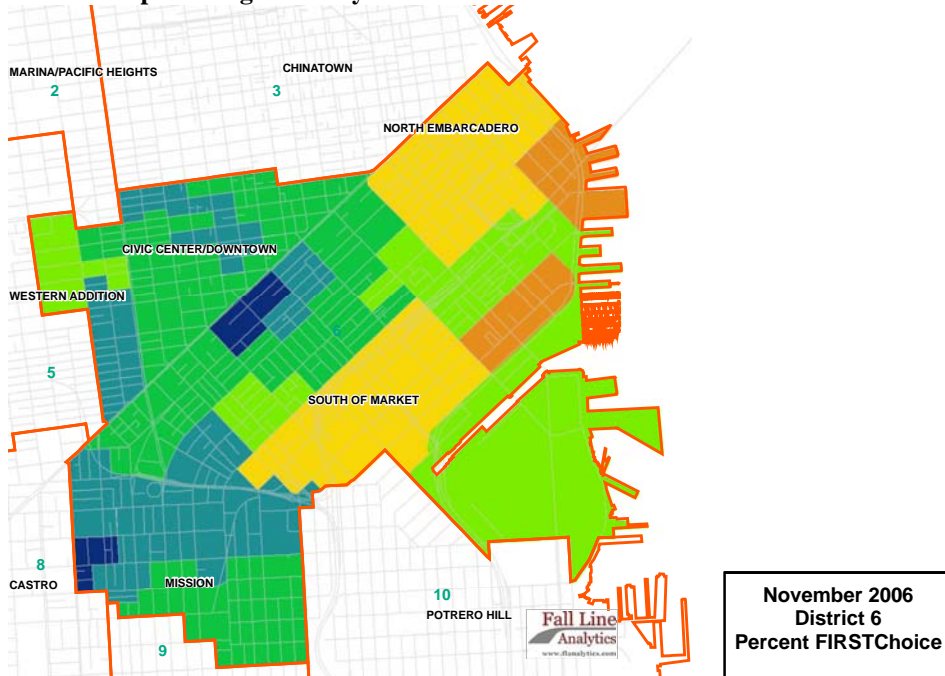 MARINA/PACIFIC HEIGHTS
2
CHINATOWN
3
NORTH EMBARCADERO
CIVIC CENTER/DOWNTOWN
WESTERN ADDITION
6
5
SOUTH OF MARKET
8
CASTRO
MISSION
9
10
POTRERO HILL
Fall Line
Analytics
www.flanalytics.com
November 2006
District 6
Percent FIRSTChoice